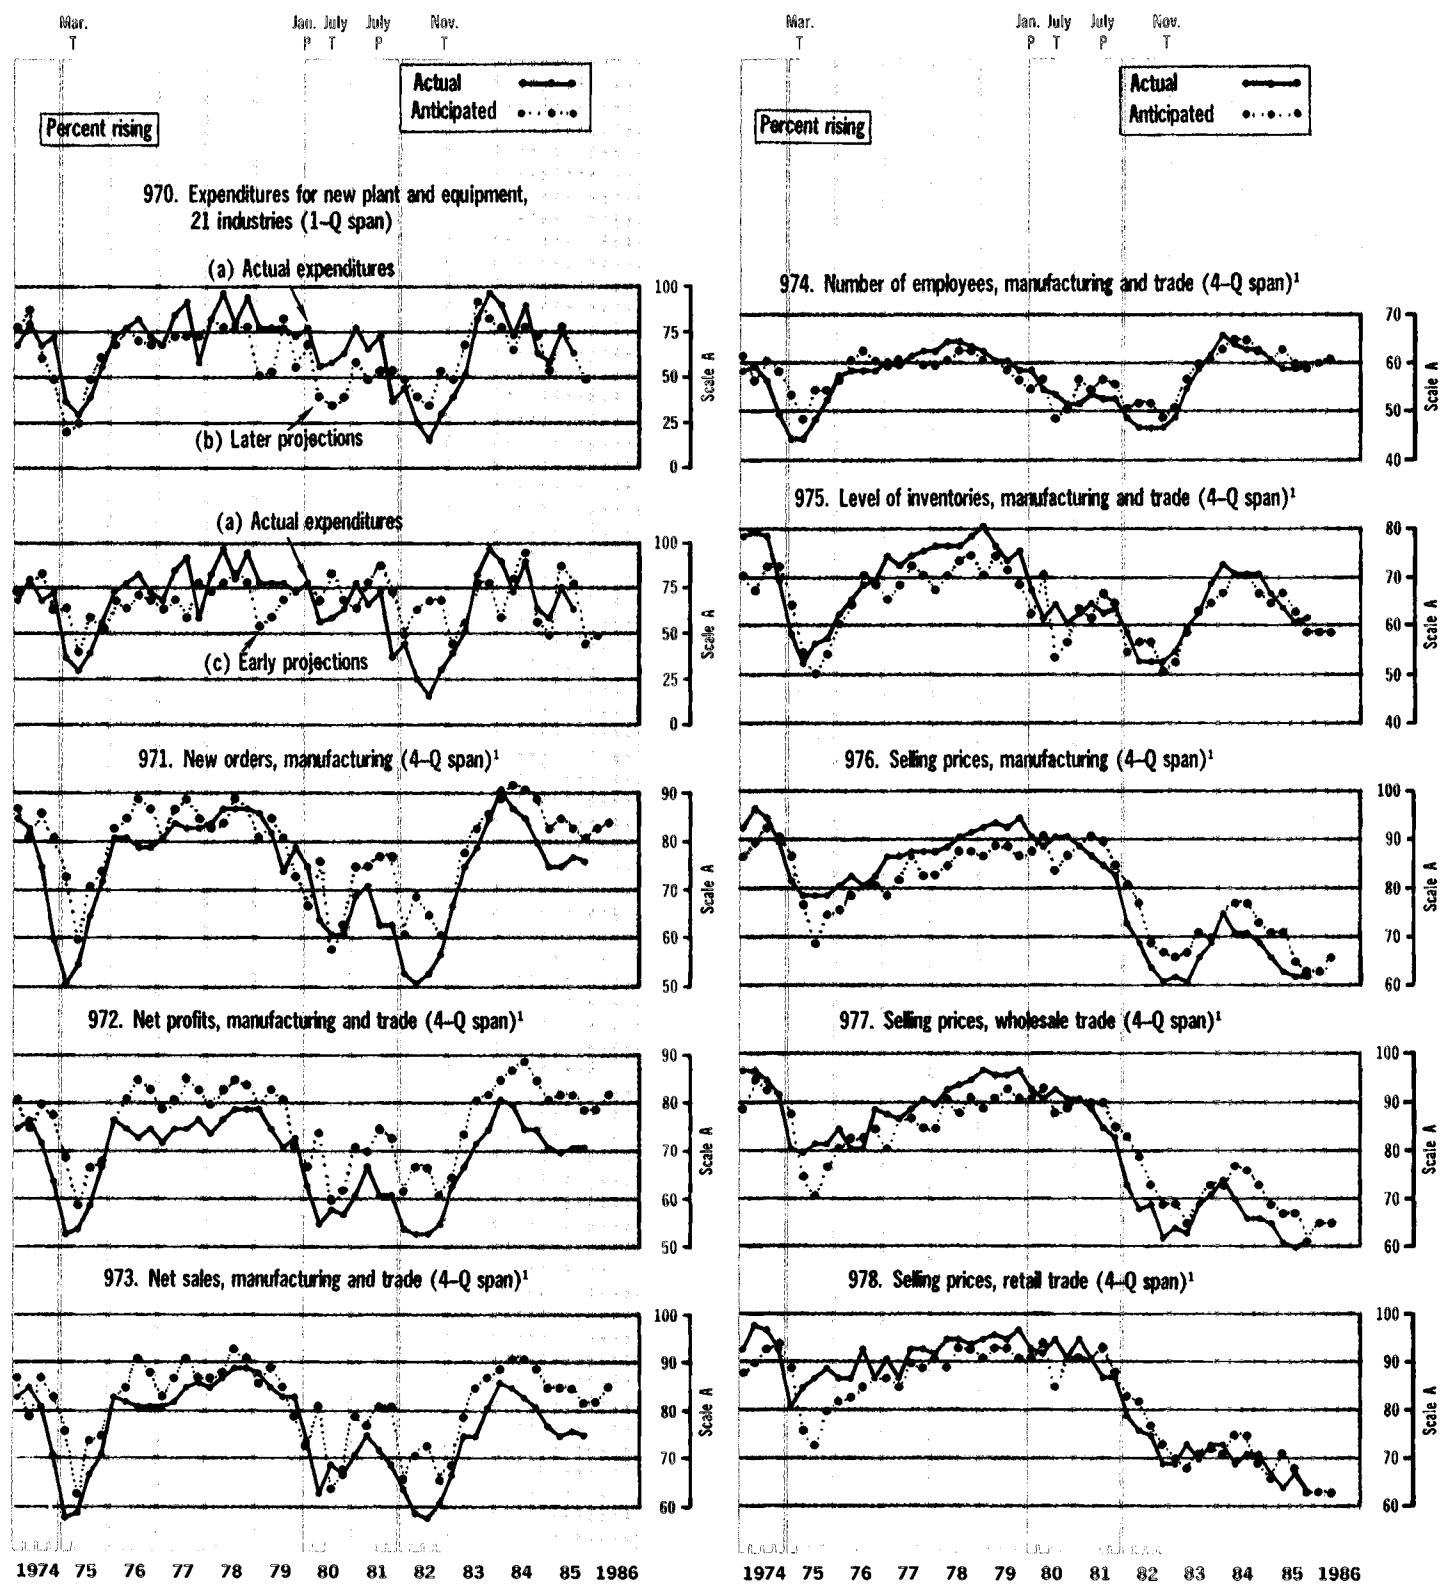 Mar. Jan. July July Nov.
T P T P T
Actual
Anticipated
Percent rising
970. Expenditures for new plant and equipment,
21 industries (1-Q span)
(a) Actual expenditures
100
75
50
25
0
Scale A
(b) Later projections
(a) Actual expenditures
100
75
50
25
0
Scale A
(c) Early projections
971. New orders, manufacturing (4-Q span)¹
90
80
70
60
50
Scale A
972. Net profits, manufacturing and trade (4-Q span)¹
90
80
70
60
50
Scale A
973. Net sales, manufacturing and trade (4-Q span)¹
100
90
80
70
60
Scale A
1974 75 76 77 78 79 80 81 82 83 84 85 1986
Mar. Jan. July July Nov.
T P T P T
Actual
Anticipated
Percent rising
974. Number of employees, manufacturing and trade (4-Q span)¹
70
60
50
40
Scale A
975. Level of inventories, manufacturing and trade (4-Q span)¹
80
70
60
50
40
Scale A
976. Selling prices, manufacturing (4-Q span)¹
100
90
80
70
60
Scale A
977. Selling prices, wholesale trade (4-Q span)¹
100
90
80
70
60
Scale A
978. Selling prices, retail trade (4-Q span)¹
100
90
80
70
60
Scale A
1974 75 76 77 78 79 80 81 82 83 84 85 1986